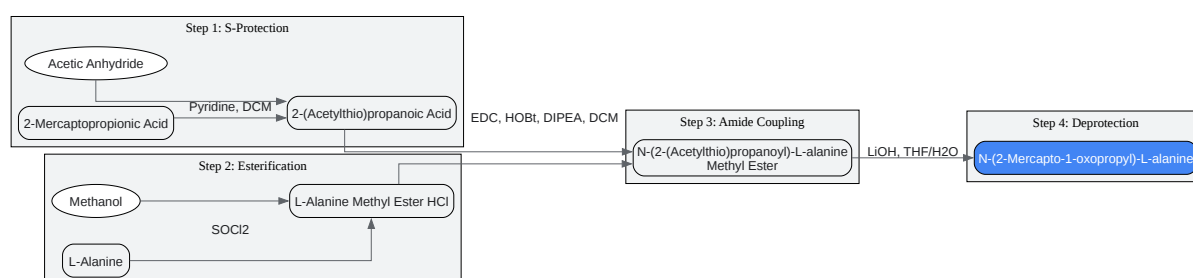 Step 1: S-Protection
Acetic Anhydride
2-Mercaptopropionic Acid
Pyridine, DCM
2-(Acetylthio)propanoic Acid
Step 2: Esterification
Methanol
SOCl2
L-Alanine
L-Alanine Methyl Ester HCl
EDC, HOBt, DIPEA, DCM
Step 3: Amide Coupling
N-(2-(Acetylthio)propanoyl)-L-alanine
Methyl Ester
LiOH, THF/H2O
Step 4: Deprotection
N-(2-Mercapto-1-oxopropyl)-L-alanine